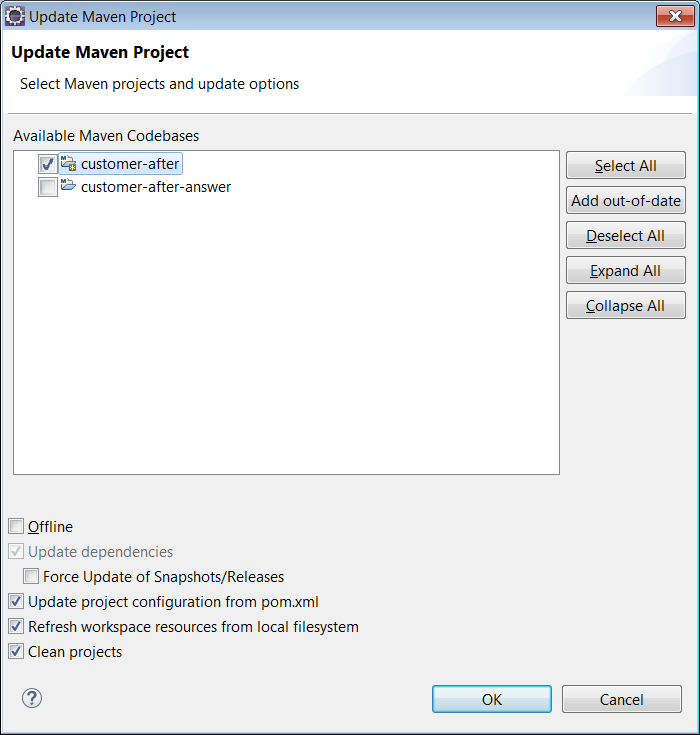 Update Maven Project
Update Maven Project
Select Maven projects and update options
Available Maven Codebases
customer-after
customer-after-answer
Select All
Add out-of-date
Deselect All
Expand All
Collapse All
Offline
Update dependencies
Force Update of Snapshots/Releases
Update project configuration from pom.xml
Refresh workspace resources from local filesystem
Clean projects
?
OK
Cancel